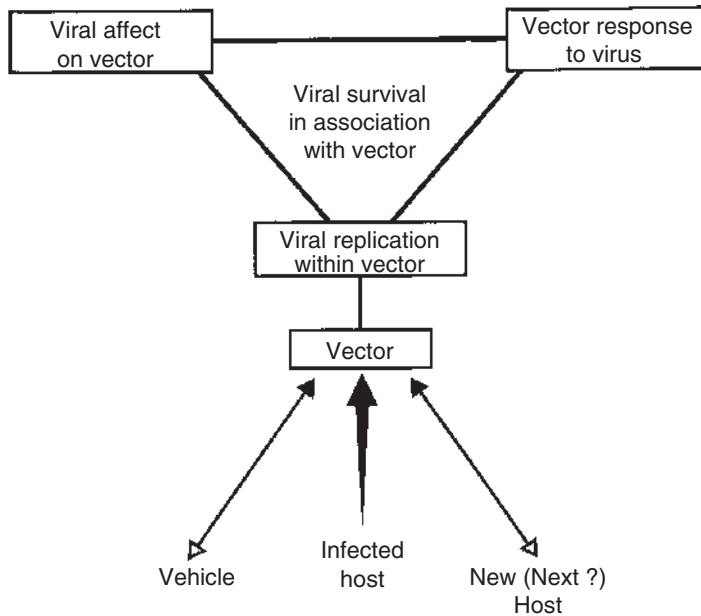 Viral affect
on vector
Vector response
to virus
Viral survival
in association
with vector
Viral replication
within vector
Vector
Vehicle
Infected
host
New (Next ?)
Host